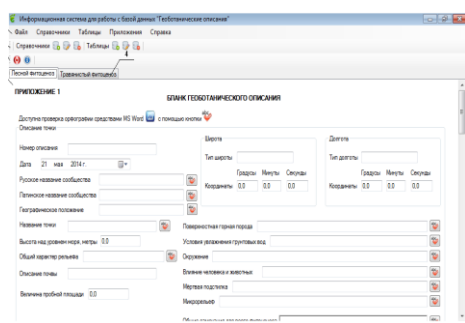 Информационная система для работы с базой данных "Геоботанические описания"
Файл Справочники Таблицы Приложения Справка
Справочники Таблицы
Лесной фитоценоз Травянистый фитоценоз
ПРИЛОЖЕНИЕ 1
БЛАНК ГЕОБОТАНИЧЕСКОГО ОПИСАНИЯ
Доступна проверка орфографии средствами MS Word с помощью кнопки
Описание точки
Номер описания
Дата 21 мая 2014 г.
Русское название сообщества
Латинское название сообщества
Географическое положение
Широта
Тип широты
Градусы Минуты Секунды
Координаты 0,0 0,0 0,0
Долгота
Тип долготы
Градусы Минуты Секунды
Координаты 0,0 0,0 0,0
Название точки
Высота над уровнем моря, метры 0,0
Общий характер рельефа
Описание почвы
Величина пробной площади 0,0
Поверхностная горная порода
Условия увлажнения грунтовых вод
Окружение
Влияние человека и животных
Мёртвая подстилка
Микрорельеф